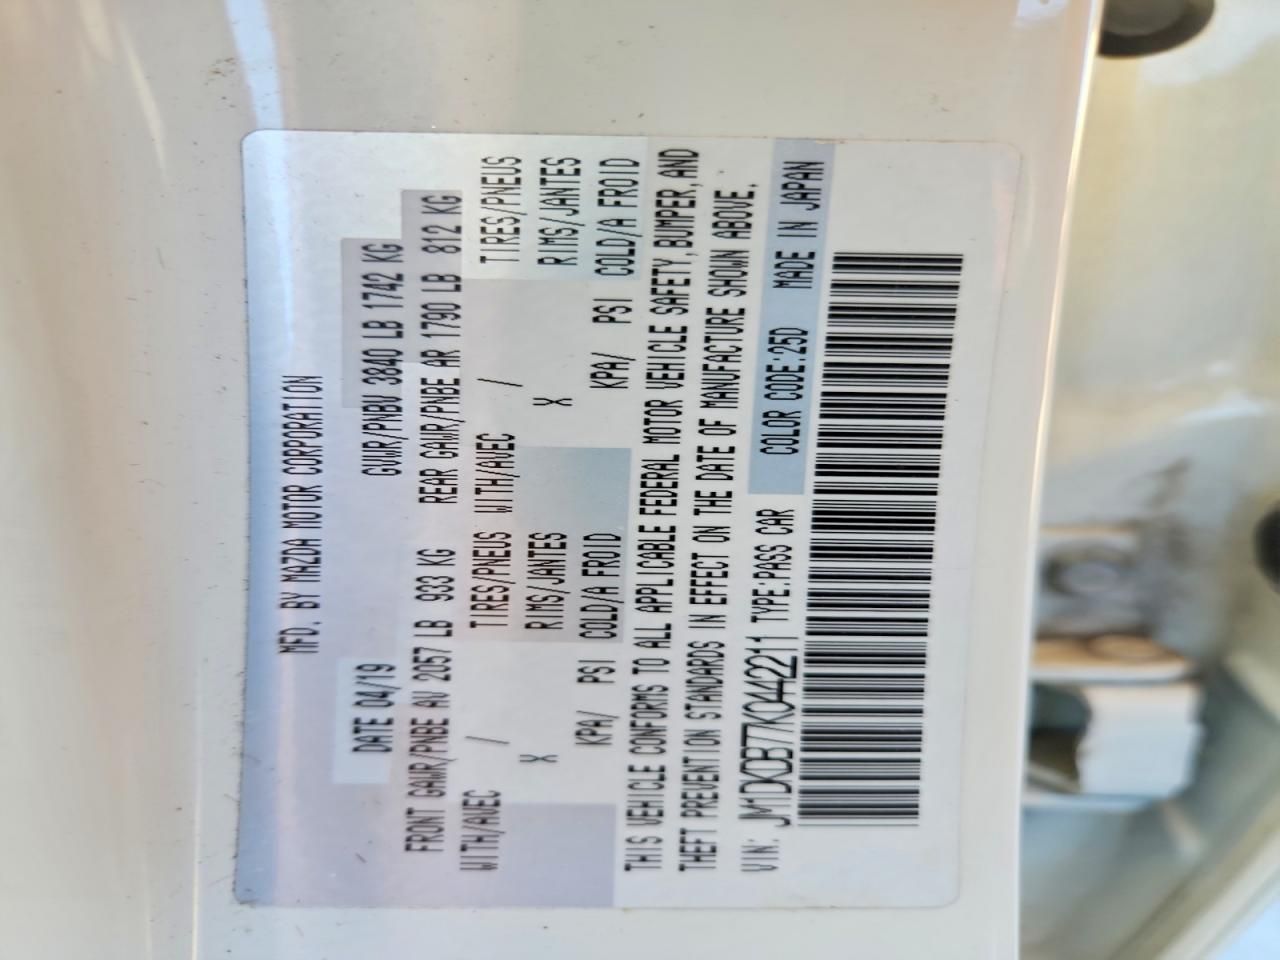 MFD. BY MAZDA MOTOR CORPORATION
DATE 04/19 GVWR/PNBV 3840 LB 1742 KG
FRONT GAWR/PNBE AV 2057 LB 933 KG REAR GAWR/PNBE AR 1790 LB 812 KG
WITH/AVEC / TIRES/PNEUS WITH/AVEC / TIRES/PNEUS
X RIMS/JANTES X RIMS/JANTES
KPA/ PSI COLD/A FROID KPA/ PSI COLD/A FROID
THIS VEHICLE CONFORMS TO ALL APPLICABLE FEDERAL MOTOR VEHICLE SAFETY, BUMPER, AND
THEFT PREVENTION STANDARDS IN EFFECT ON THE DATE OF MANUFACTURE SHOWN ABOVE.
VIN: JM1DKDB77K0442211 TYPE:PASS CAR COLOR CODE:25D MADE IN JAPAN